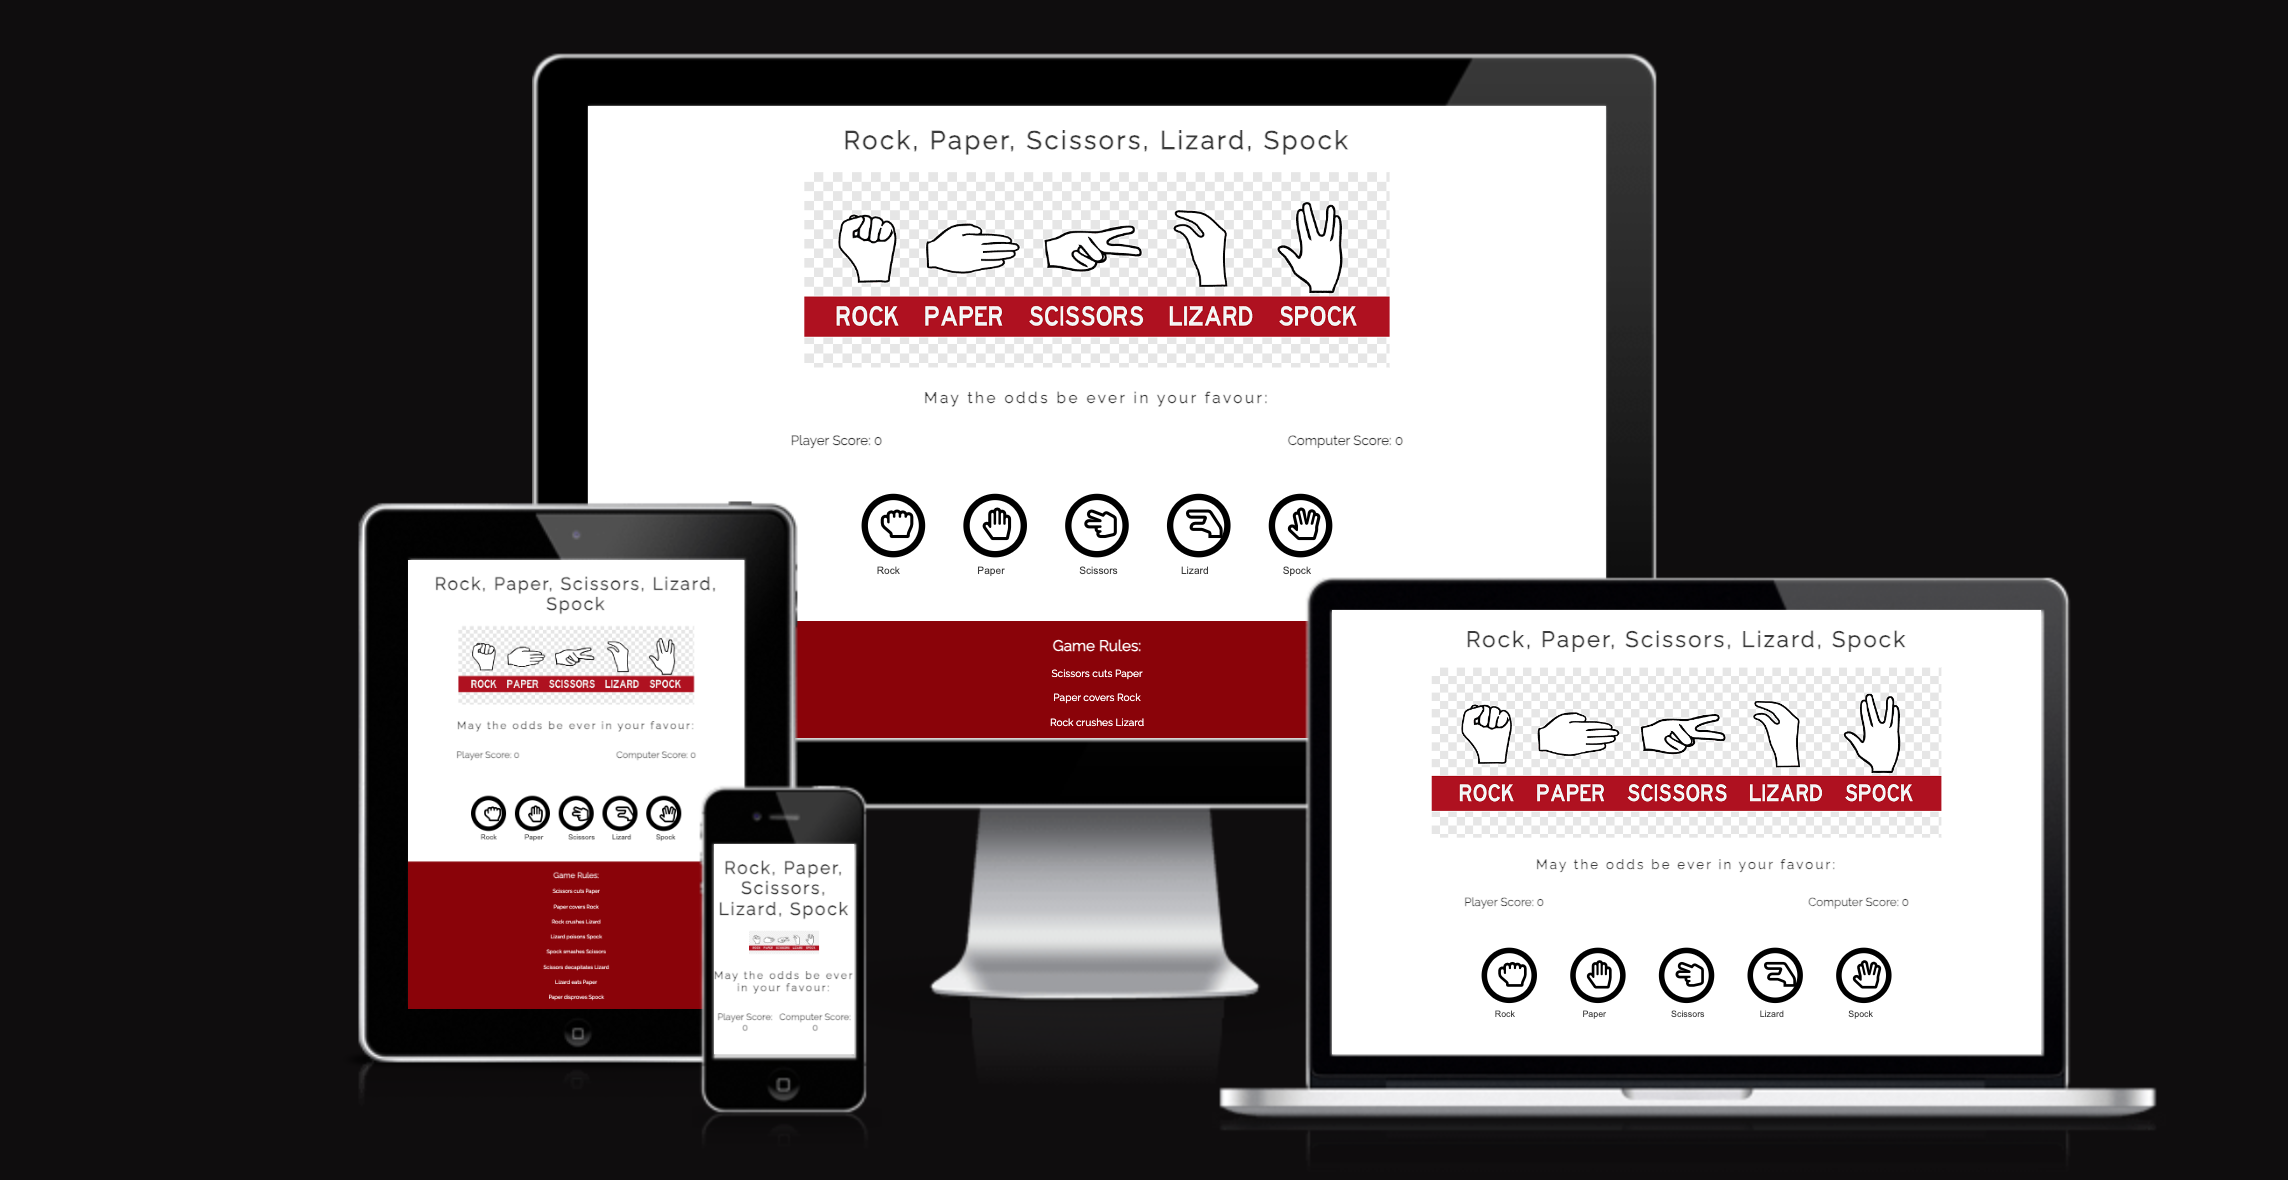 Rock, Paper, Scissors, Lizard, Spock
ROCK PAPER SCISSORS LIZARD SPOCK
May the odds be ever in your favour:
Player Score: 0 Computer Score: 0
Rock Paper Scissors Lizard Spock
Game Rules:
Scissors cuts Paper
Paper covers Rock
Rock crushes Lizard
Rock, Paper, Scissors, Lizard,
Spock
ROCK PAPER SCISSORS LIZARD SPOCK
May the odds be ever in your favour:
Player Score: 0 Computer Score: 0
Rock Paper Scissors Lizard Spock
Game Rules:
Scissors cuts Paper
Paper covers Rock
Rock crushes Lizard
Lizard poisons Spock
Spock smashes Scissors
Scissors decapitates Lizard
Lizard eats Paper
Paper disproves Spock
Rock, Paper,
Scissors,
Lizard, Spock
ROCK PAPER SCISSORS LIZARD SPOCK
May the odds be ever
in your favour:
Player Score: Computer Score:
0 0
Rock, Paper, Scissors, Lizard, Spock
ROCK PAPER SCISSORS LIZARD SPOCK
May the odds be ever in your favour:
Player Score: 0 Computer Score: 0
Rock Paper Scissors Lizard Spock